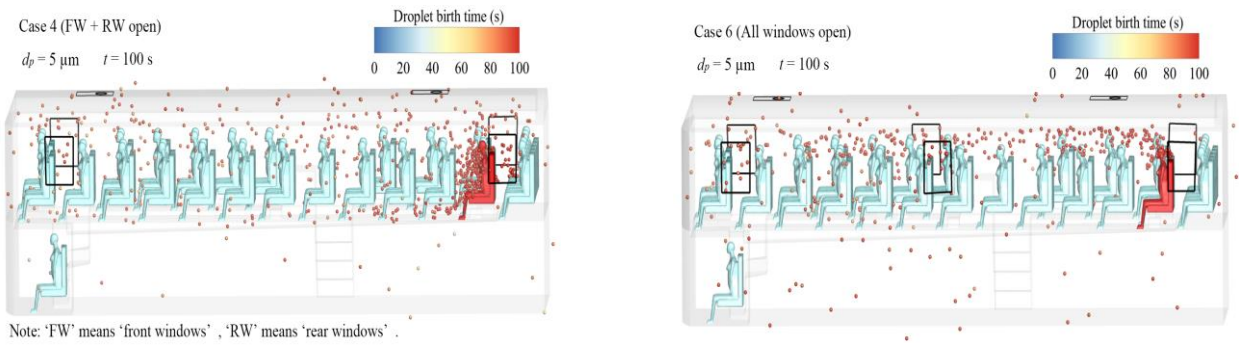 Case 4 (FW + RW open)
Droplet birth time (s)
dp = 5 μm t = 100 s
0 20 40 60 80 100
Note: ‘FW’ means ‘front windows’ , ‘RW’ means ‘rear windows’ .
Case 6 (All windows open)
Droplet birth time (s)
dp = 5 μm t = 100 s
0 20 40 60 80 100